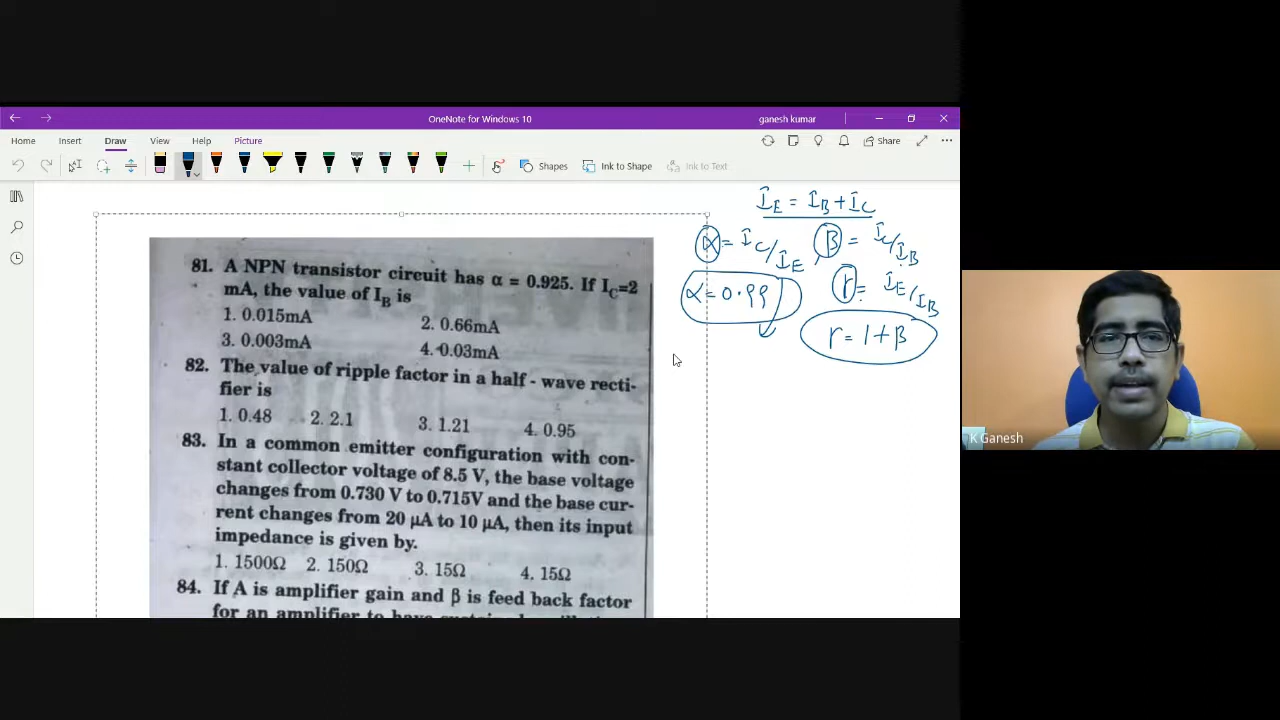 OneNote for Windows 10
ganesh kumar
Home Insert Draw View Help Picture
Share
Shapes Ink to Shape Ink to Text
81. A NPN transistor circuit has α = 0.925. If I_C=2
mA, the value of I_B is
1. 0.015mA 2. 0.66mA
3. 0.003mA 4. 0.03mA
82. The value of ripple factor in a half - wave recti-
fier is
1. 0.48 2. 2.1 3. 1.21 4. 0.95
83. In a common emitter configuration with con-
stant collector voltage of 8.5 V, the base voltage
changes from 0.730 V to 0.715V and the base cur-
rent changes from 20 μA to 10 μA, then its input
impedance is given by.
1. 1500Ω 2. 150Ω 3. 15Ω 4. 15Ω
84. If A is amplifier gain and β is feed back factor
for an amplifier to have
I_E = I_B + I_C
α = I_C/I_E β = I_C/I_B
α = 0.99 r = I_E/I_B
r = 1+β
K Ganesh